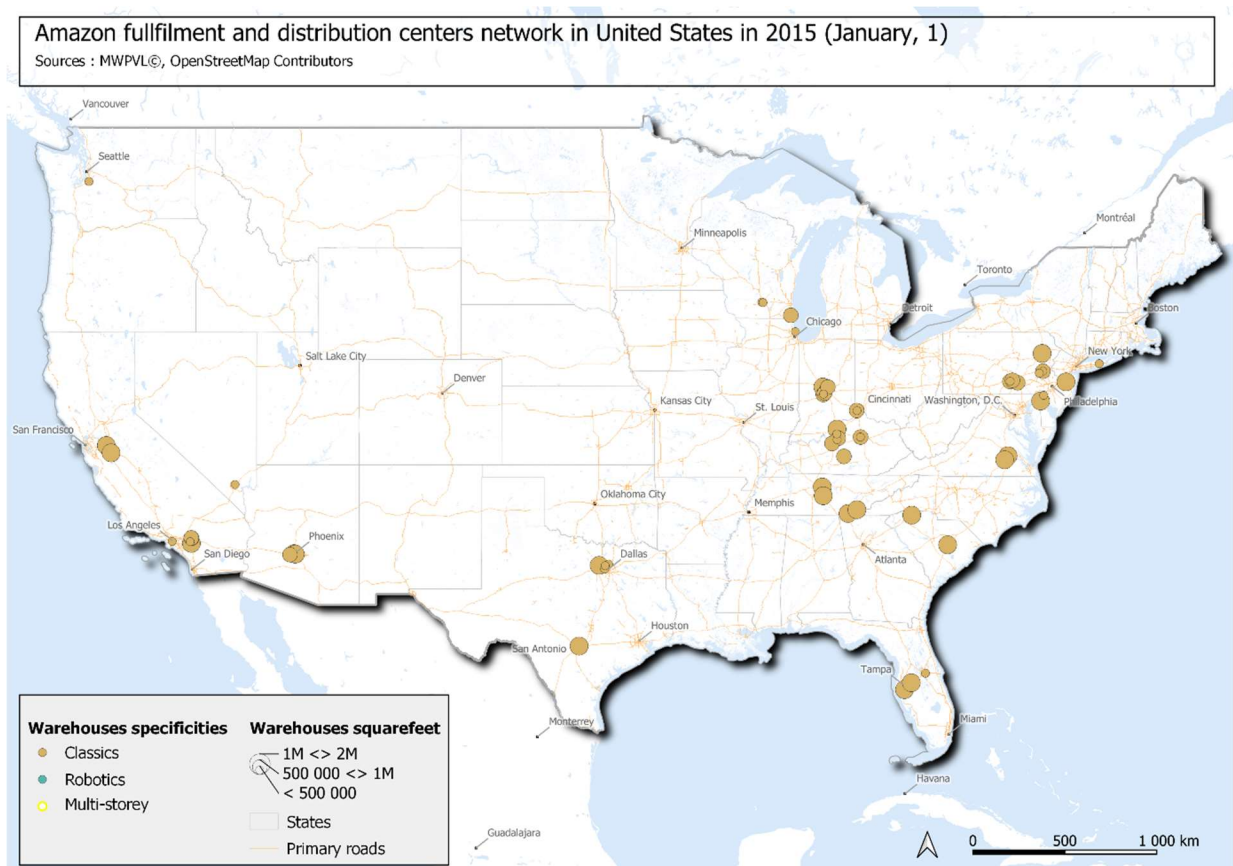 Amazon fullfilment and distribution centers network in United States in 2015 (January, 1)
Sources : MWPVL©, OpenStreetMap Contributors
Vancouver
Seattle
Montréal
Minneapolis
Toronto
Boston
Detroit
Chicago
New York
Salt Lake City
Denver
Philadelphia
Kansas City
Cincinnati
Washington, D.C.
St. Louis
San Francisco
Oklahoma City
Memphis
Los Angeles
Phoenix
San Diego
Dallas
Atlanta
Houston
San Antonio
Tampa
Monterrey
Miami
Havana
Guadalajara
Warehouses specificities
Classics
Robotics
Multi-storey
Warehouses squarefeet
1M <> 2M
500 000 <> 1M
< 500 000
States
Primary roads
0 500 1 000 km